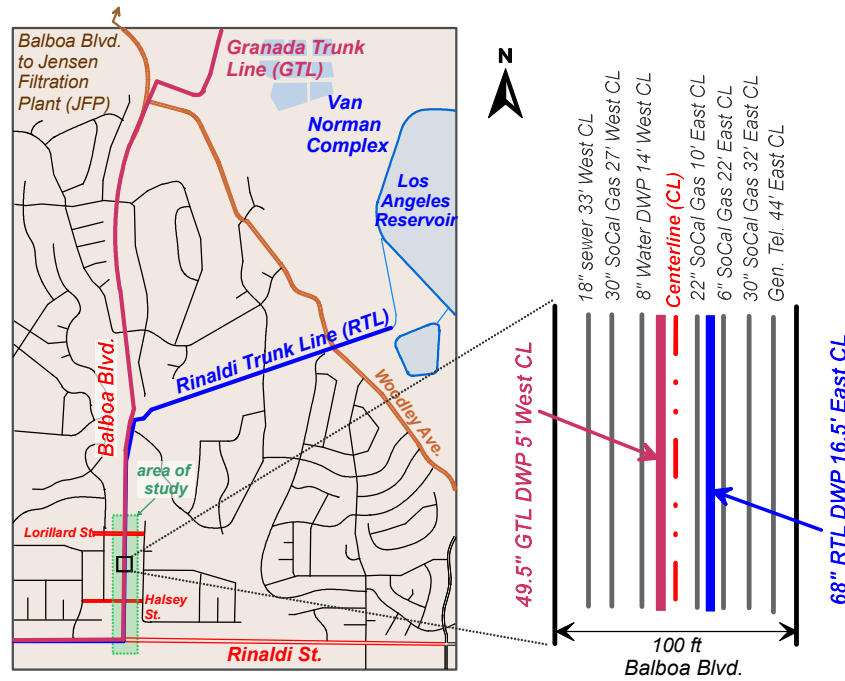 Balboa Blvd.
to Jensen
Filtration
Plant (JFP)
Granada Trunk
Line (GTL)
Van
Norman
Complex
Los
Angeles
Reservoir
Rinaldi Trunk Line (RTL)
Balboa Blvd.
Woodley Ave.
area of
study
Lorillard St.
Halsey
St.
Rinaldi St.
N
18" sewer 33' West CL
30" SoCal Gas 27' West CL
8" Water DWP 14' West CL
Centerline (CL)
22" SoCal Gas 10' East CL
6" SoCal Gas 22' East CL
30" SoCal Gas 32' East CL
Gen. Tel. 44' East CL
49.5" GTL DWP 5' West CL
68" RTL DWP 16.5' East CL
100 ft
Balboa Blvd.